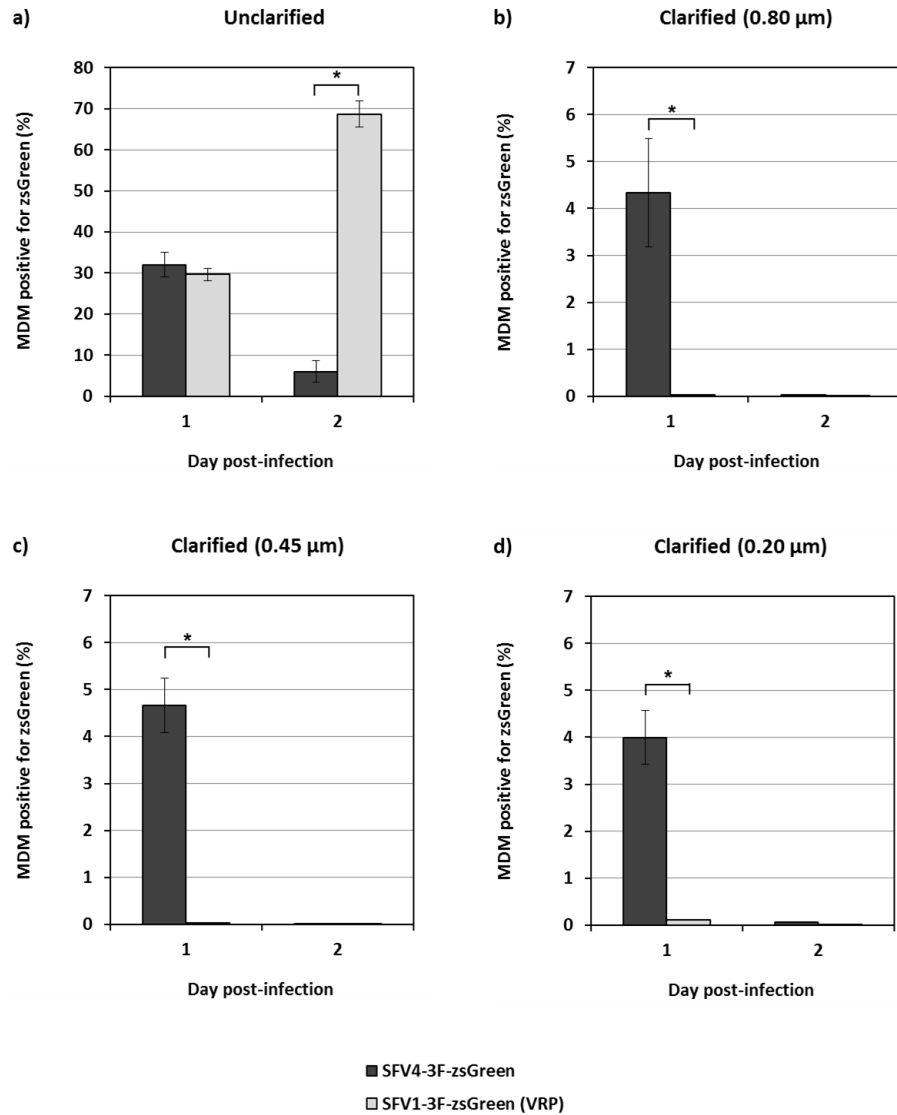 a) Unclarified
MDM positive for zsGreen (%)
80
70
60
50
40
30
20
10
0
*
1 2
Day post-infection
b) Clarified (0.80 µm)
MDM positive for zsGreen (%)
7
6
5
4
3
2
1
0
*
1 2
Day post-infection
c) Clarified (0.45 µm)
MDM positive for zsGreen (%)
7
6
5
4
3
2
1
0
*
1 2
Day post-infection
d) Clarified (0.20 µm)
MDM positive for zsGreen (%)
7
6
5
4
3
2
1
0
*
1 2
Day post-infection
SFV4-3F-zsGreen
SFV1-3F-zsGreen (VRP)